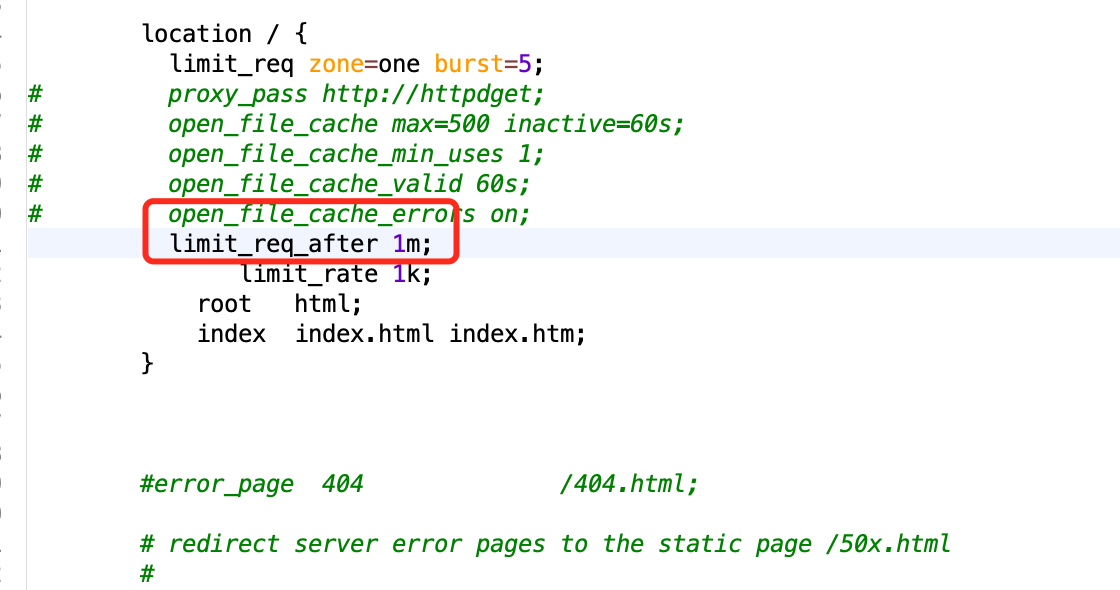 location / {
limit_req zone=one burst=5;
# proxy_pass http://httpdget;
# open_file_cache max=500 inactive=60s;
# open_file_cache_min_uses 1;
# open_file_cache_valid 60s;
# open_file_cache_errors on;
limit_req_after 1m;
limit_rate 1k;
root html;
index index.html index.htm;
}
#error_page 404 /404.html;
# redirect server error pages to the static page /50x.html
#